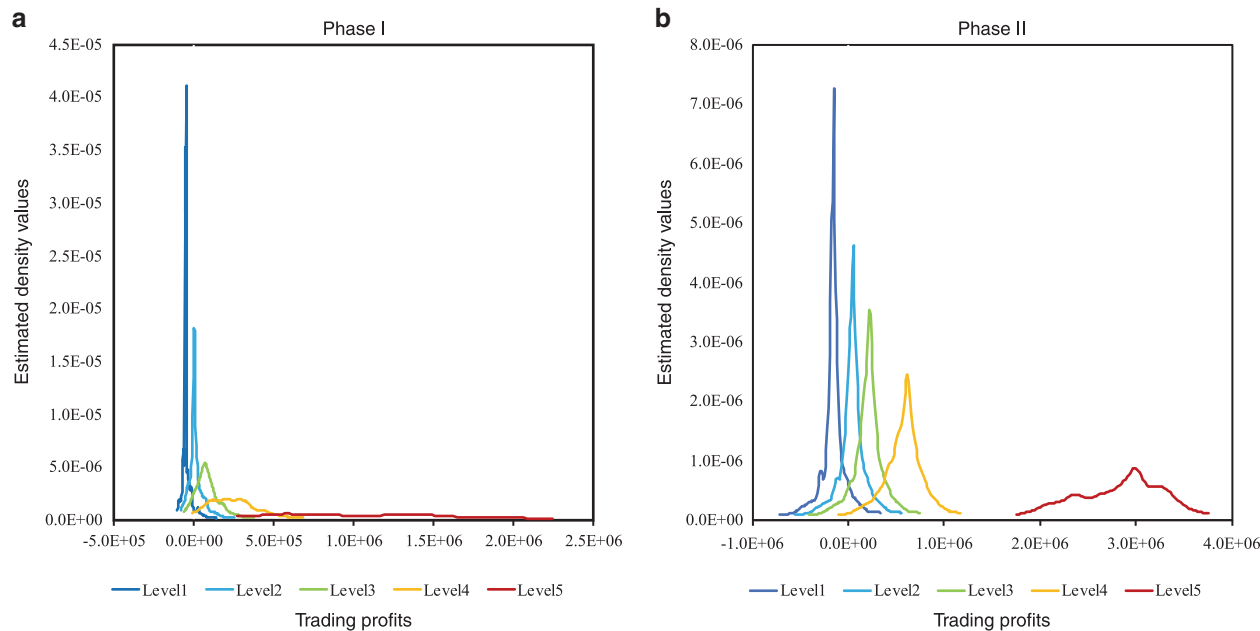 a
Phase I
4.5E-05
4.0E-05
3.5E-05
3.0E-05
2.5E-05
2.0E-05
1.5E-05
1.0E-05
5.0E-06
0.0E+00
Estimated density values
-5.0E+05
0.0E+00
5.0E+05
1.0E+06
1.5E+06
2.0E+06
2.5E+06
Level1
Level2
Level3
Level4
Level5
Trading profits
b
Phase II
8.0E-06
7.0E-06
6.0E-06
5.0E-06
4.0E-06
3.0E-06
2.0E-06
1.0E-06
0.0E+00
Estimated density values
-1.0E+06
0.0E+00
1.0E+06
2.0E+06
3.0E+06
4.0E+06
Level1
Level2
Level3
Level4
Level5
Trading profits